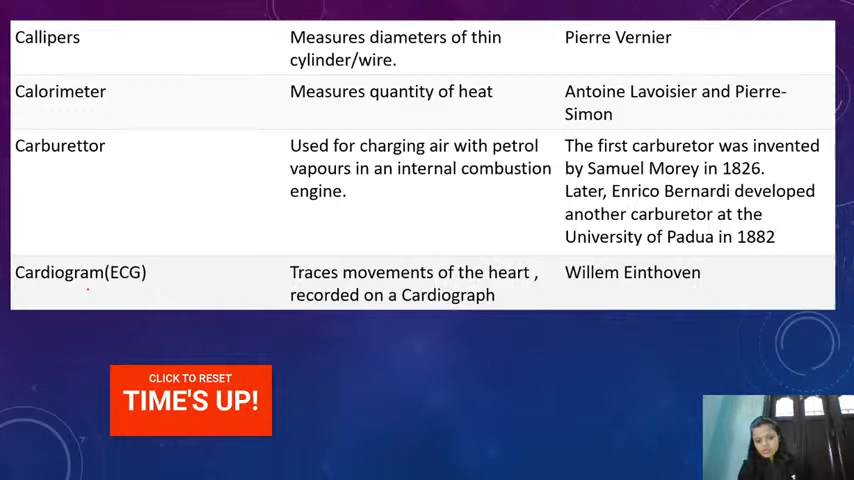 Callipers
Measures diameters of thin
cylinder/wire.
Pierre Vernier
Calorimeter
Measures quantity of heat
Antoine Lavoisier and Pierre-
Simon
Carburettor
Used for charging air with petrol
vapours in an internal combustion
engine.
The first carburetor was invented
by Samuel Morey in 1826.
Later, Enrico Bernardi developed
another carburetor at the
University of Padua in 1882
Cardiogram(ECG)
Traces movements of the heart ,
recorded on a Cardiograph
Willem Einthoven
CLICK TO RESET
TIME'S UP!